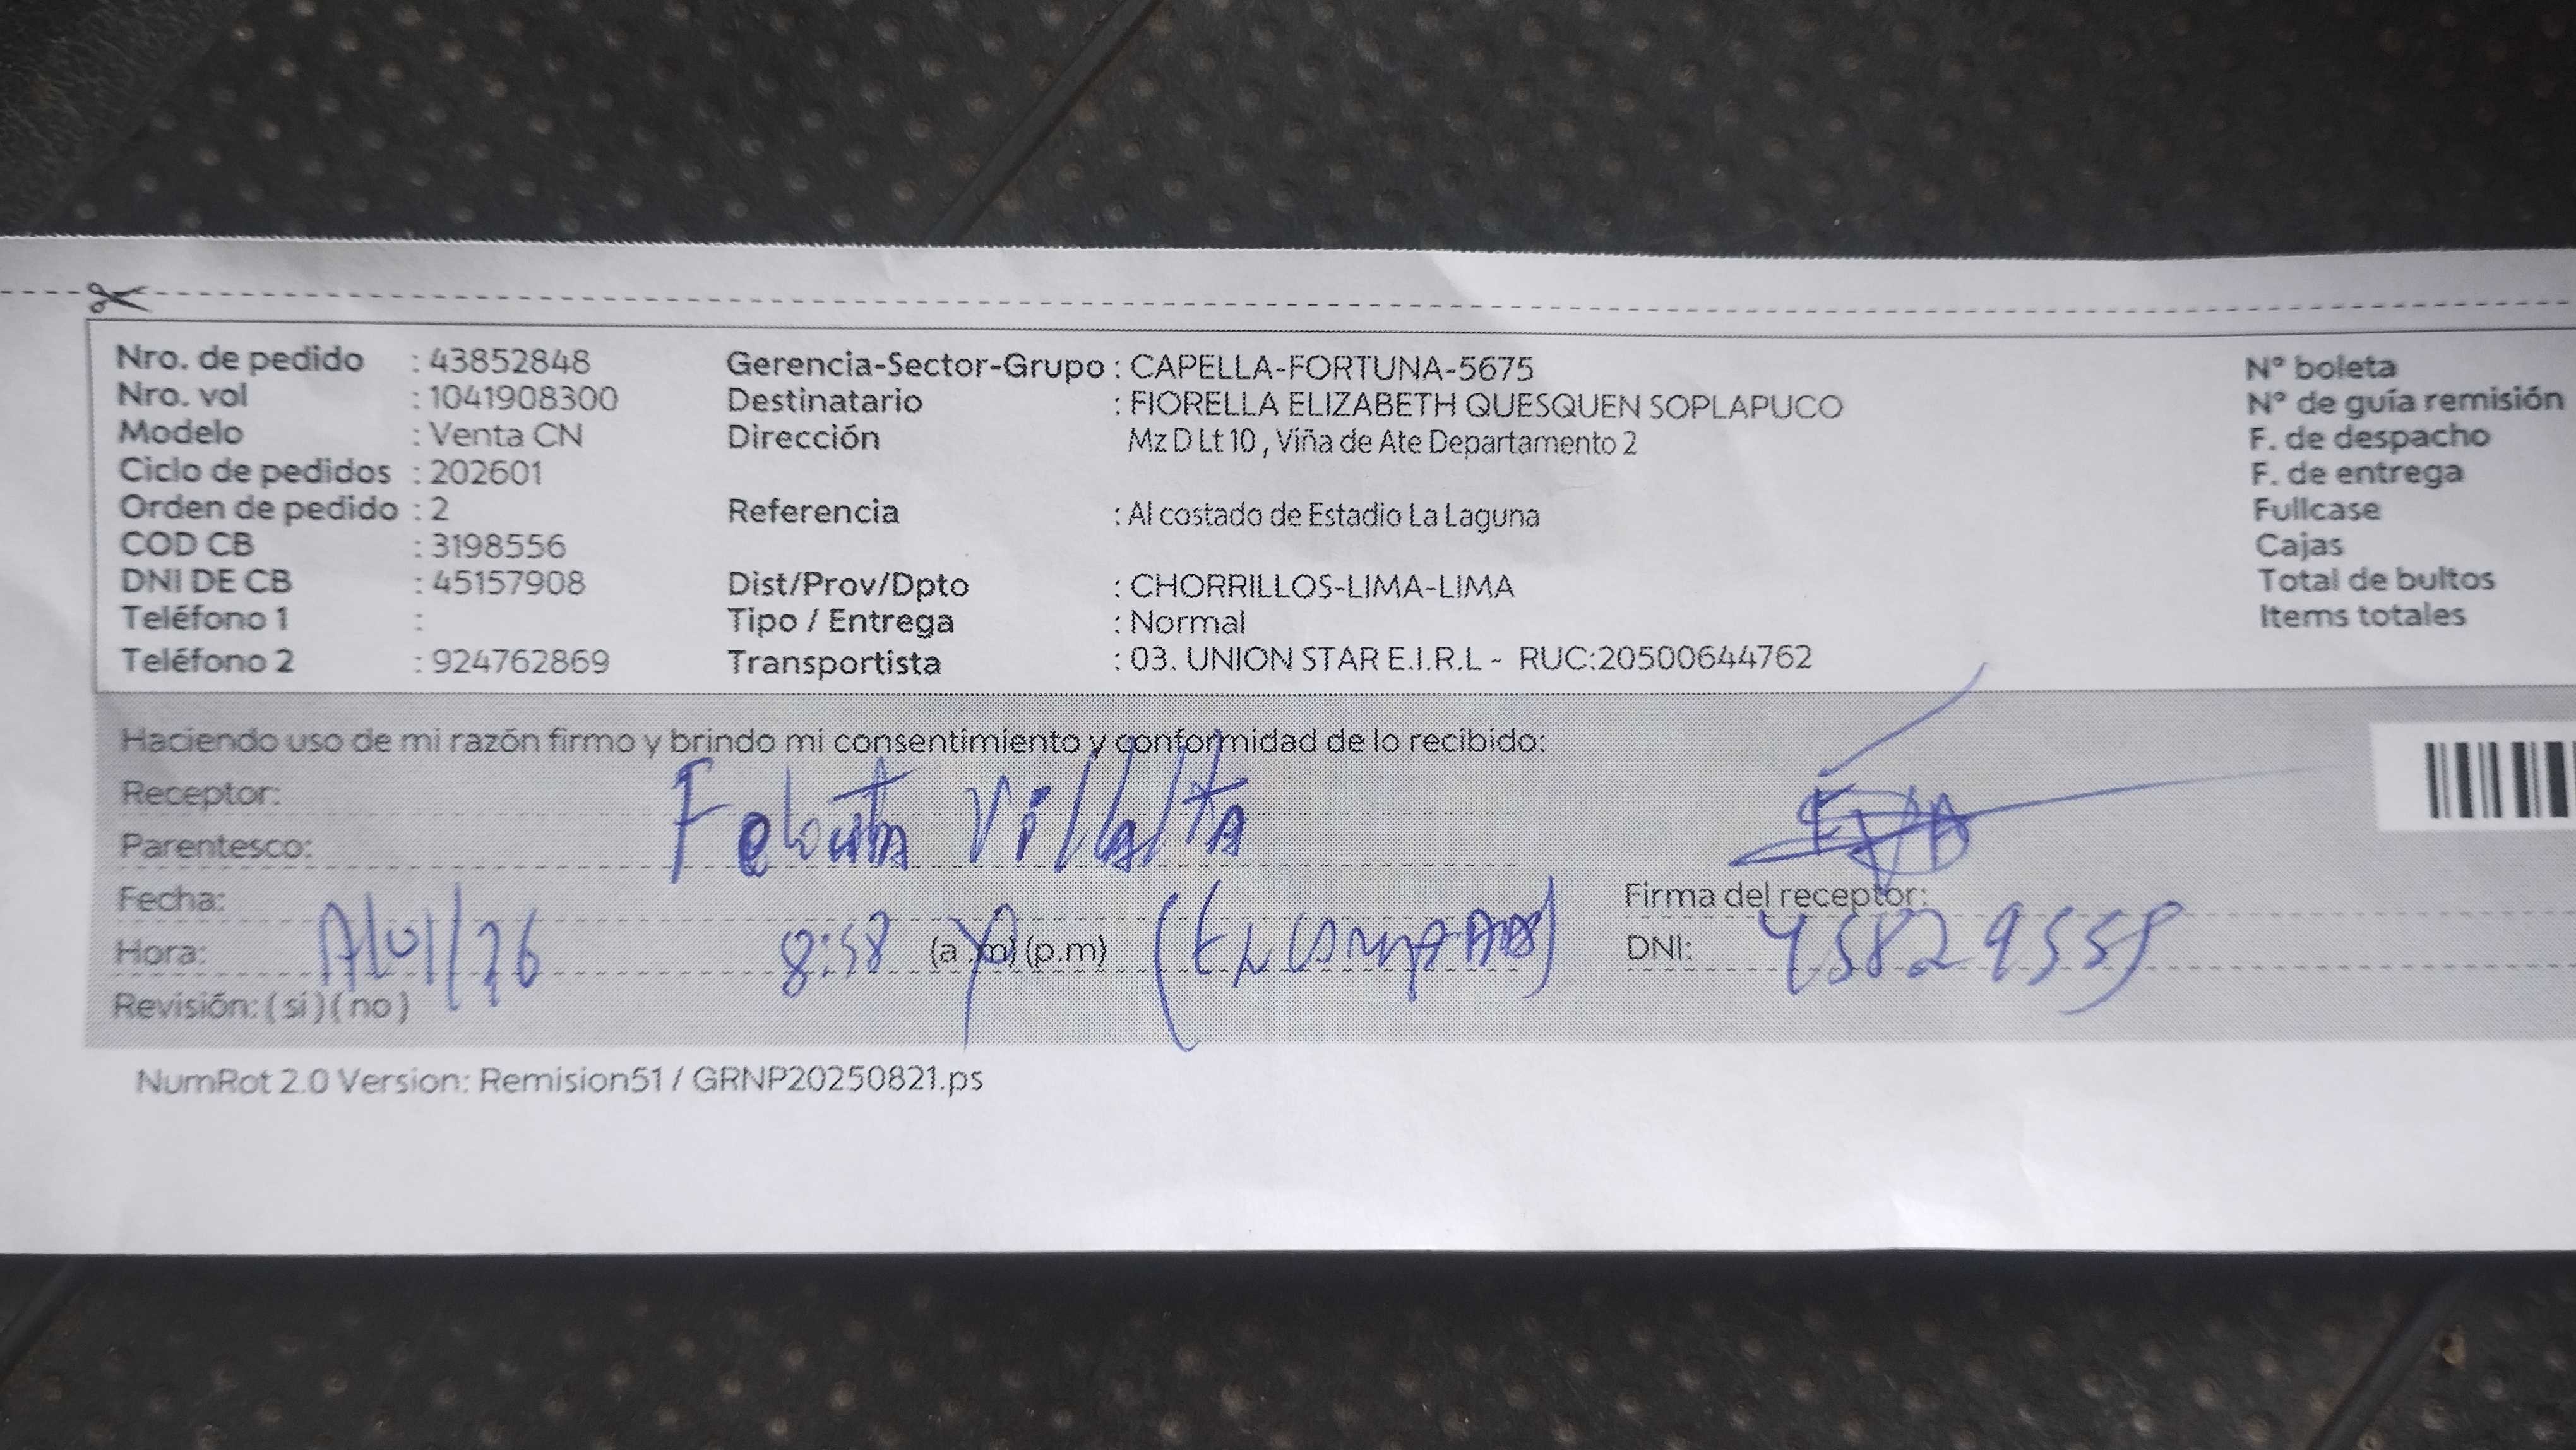 Nro. de pedido : 43852848 Gerencia-Sector-Grupo : CAPELLA-FORTUNA-5675 N° boleta
Nro. vol : 1041908300 Destinatario : FIORELLA ELIZABETH QUESQUEN SOPLAPUCO N° de guía remisión
Modelo : Venta CN Dirección Mz D Lt 10 , Viña de Ate Departamento 2 F. de despacho
Ciclo de pedidos : 202601 F. de entrega
Orden de pedido : 2 Referencia : Al costado de Estadio La Laguna Fullcase
COD CB : 3198556 Cajas
DNI DE CB : 45157908 Dist/Prov/Dpto : CHORRILLOS-LIMA-LIMA Total de bultos
Teléfono 1 : Tipo / Entrega : Normal Items totales
Teléfono 2 : 924762869 Transportista : 03. UNION STAR E.I.R.L - RUC:20500644762
Haciendo uso de mi razón firmo y brindo mi consentimiento y conformidad de lo recibido:
Receptor: Villalta
Parentesco:
Fecha: Firma del receptor:
Hora: 8:58 (a .m) (p.m) DNI: 45829559
Revisión: ( si ) ( no )
NumRot 2.0 Version: Remision51 / GRNP20250821.ps